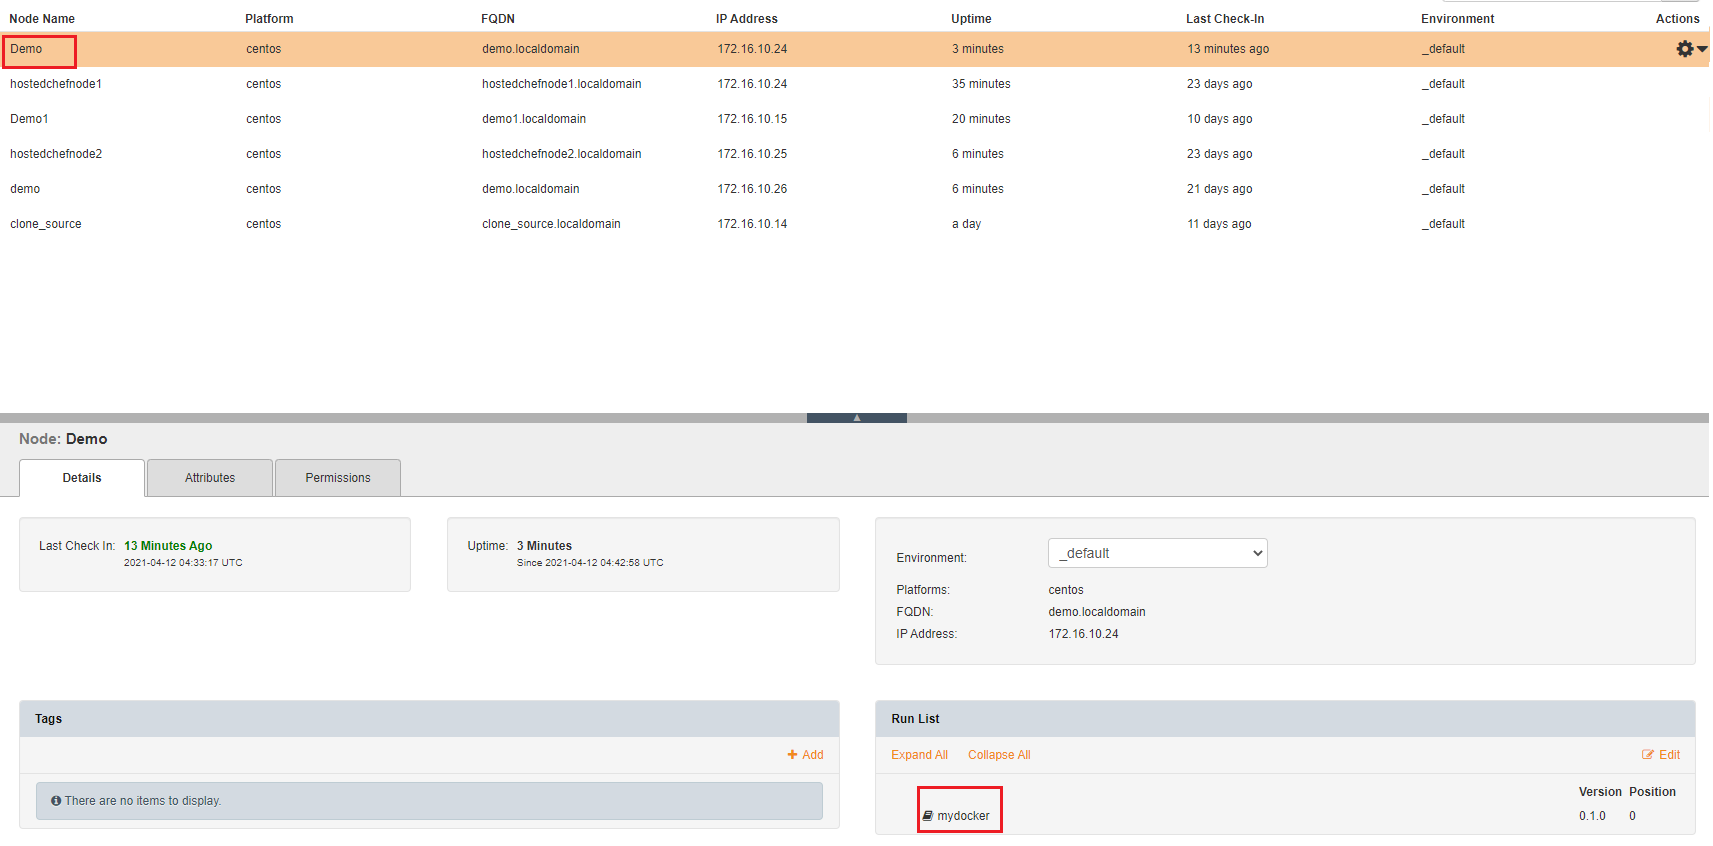 Node Name Platform FQDN IP Address Uptime Last Check-In Environment Actions
Demo centos demo.localdomain 172.16.10.24 3 minutes 13 minutes ago _default
hostedchefnode1 centos hostedchefnode1.localdomain 172.16.10.24 35 minutes 23 days ago _default
Demo1 centos demo1.localdomain 172.16.10.15 20 minutes 10 days ago _default
hostedchefnode2 centos hostedchefnode2.localdomain 172.16.10.25 6 minutes 23 days ago _default
demo centos demo.localdomain 172.16.10.26 6 minutes 21 days ago _default
clone_source centos clone_source.localdomain 172.16.10.14 a day 11 days ago _default
Node: Demo
Details Attributes Permissions
Last Check In: 13 Minutes Ago
2021-04-12 04:33:17 UTC
Uptime: 3 Minutes
Since 2021-04-12 04:42:58 UTC
Environment: _default
Platforms: centos
FQDN: demo.localdomain
IP Address: 172.16.10.24
Tags
Add
There are no items to display.
Run List
Expand All Collapse All Edit
Version Position
mydocker 0.1.0 0